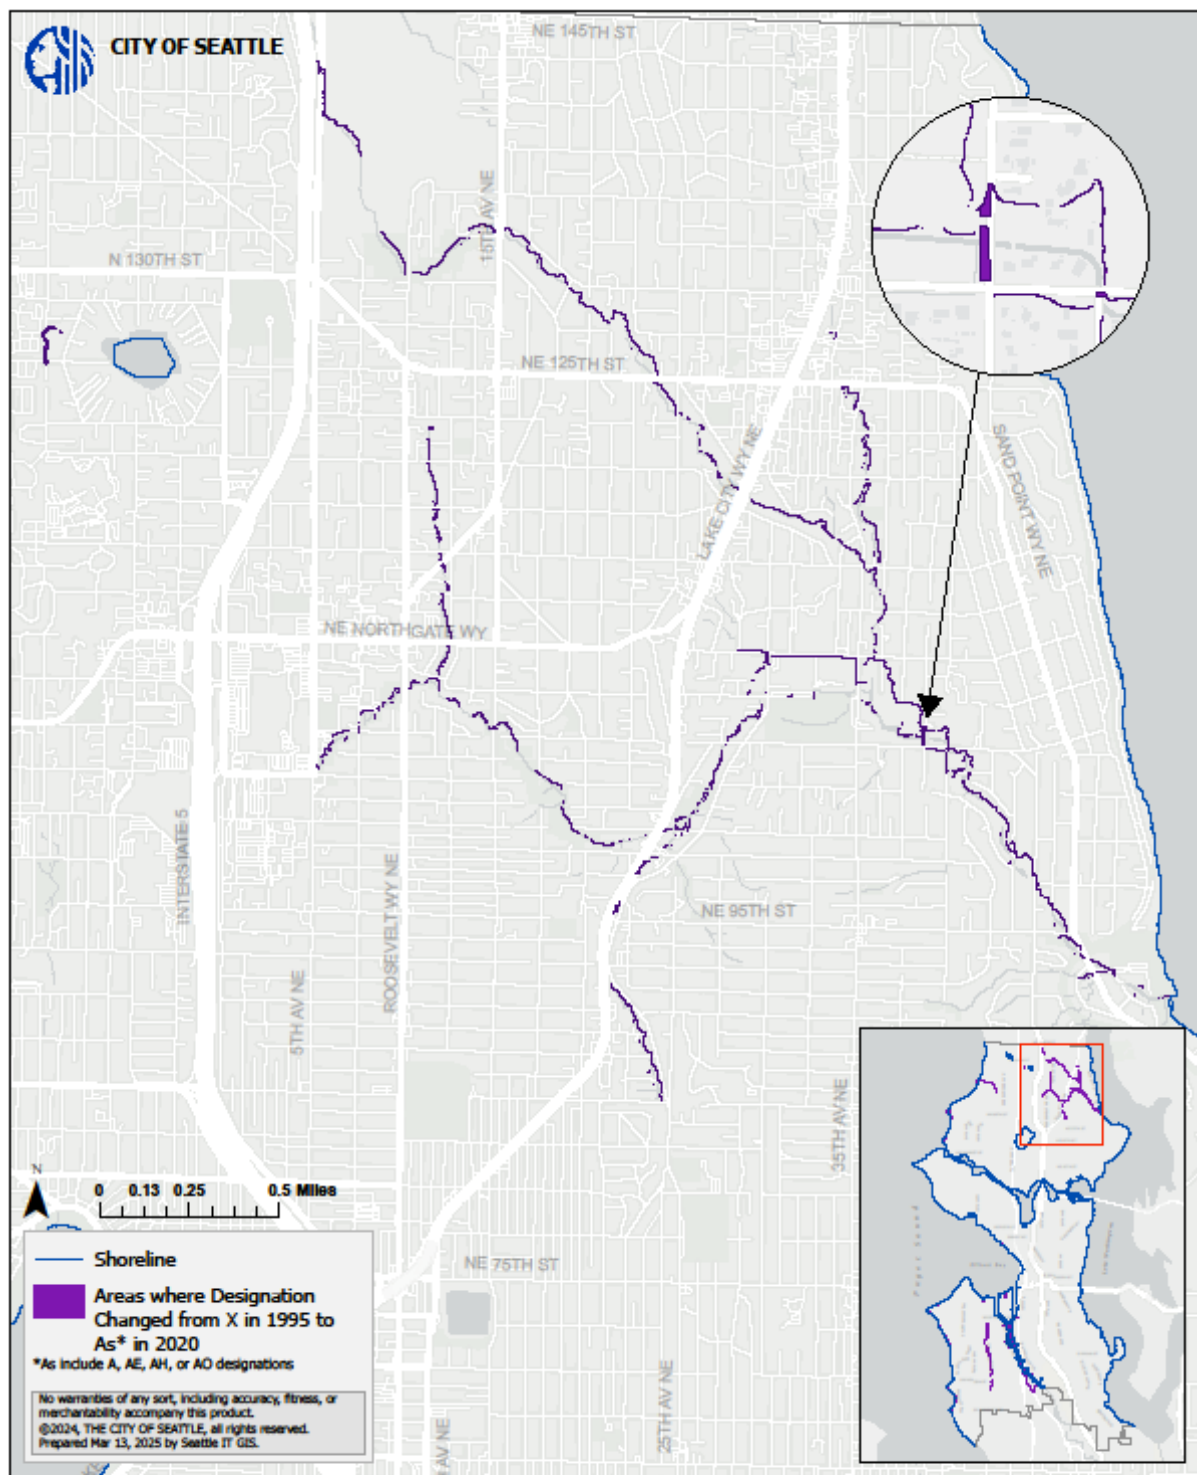 CITY OF SEATTLE
NE 145TH ST
15TH AV NE
N 130TH ST
NE 125TH ST
LAKE CITY WY NE
SAND POINT WY NE
NE NORTHGATE WY
INTERSTATE 5
ROOSEVELT WY NE
NE 95TH ST
5TH AV NE
35TH AV NE
N
0 0.13 0.25 0.5 Miles
NE 75TH ST
25TH AV NE
AV NE
Shoreline
Areas where Designation
Changed from X in 1995 to
As* in 2020
*As include A, AE, AH, or AO designations
No warranties of any sort, including accuracy, fitness, or
merchantability accompany this product.
©2024, THE CITY OF SEATTLE, all rights reserved.
Prepared Mar 13, 2025 by Seattle IT GIS.
Puget Sound